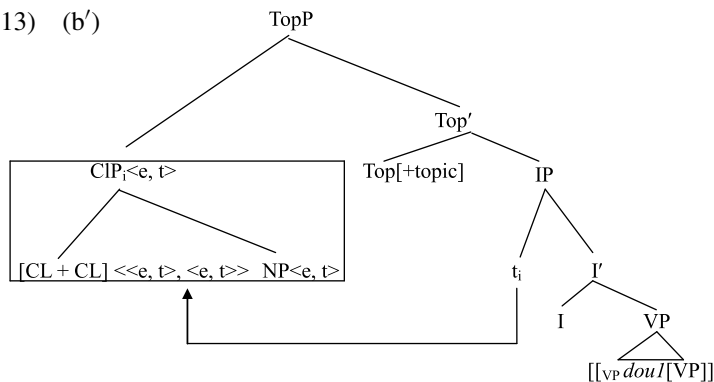 13) (b′) TopP
Top′
ClPᵢ<e, t> Top[+topic] IP
[CL + CL] <<e, t>, <e, t>> NP<e, t> tᵢ I′
I VP
[[VP dou1[VP]]